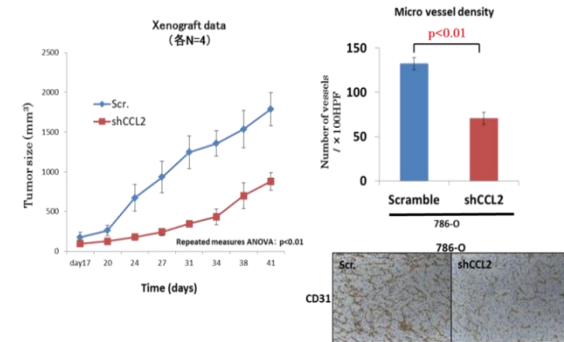 Xenograft data
（各N=4）
Tumor size (mm³)
2500
2000
1500
1000
500
0
Scr.
shCCL2
Repeated measures ANOVA: p<0.01
day17 20 24 27 31 34 38 41
Time (days)
Micro vessel density
p<0.01
Number of vessels
/ ×100HPF
150
100
50
0
Scramble shCCL2
786-O
786-O
Scr. shCCL2
CD31